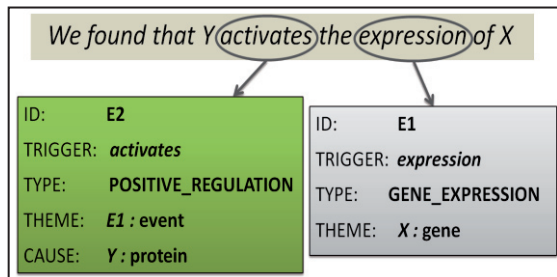 We found that Y activates the expression of X
ID: E2
TRIGGER: activates
TYPE: POSITIVE_REGULATION
THEME: E1 : event
CAUSE: Y : protein
ID: E1
TRIGGER: expression
TYPE: GENE_EXPRESSION
THEME: X : gene